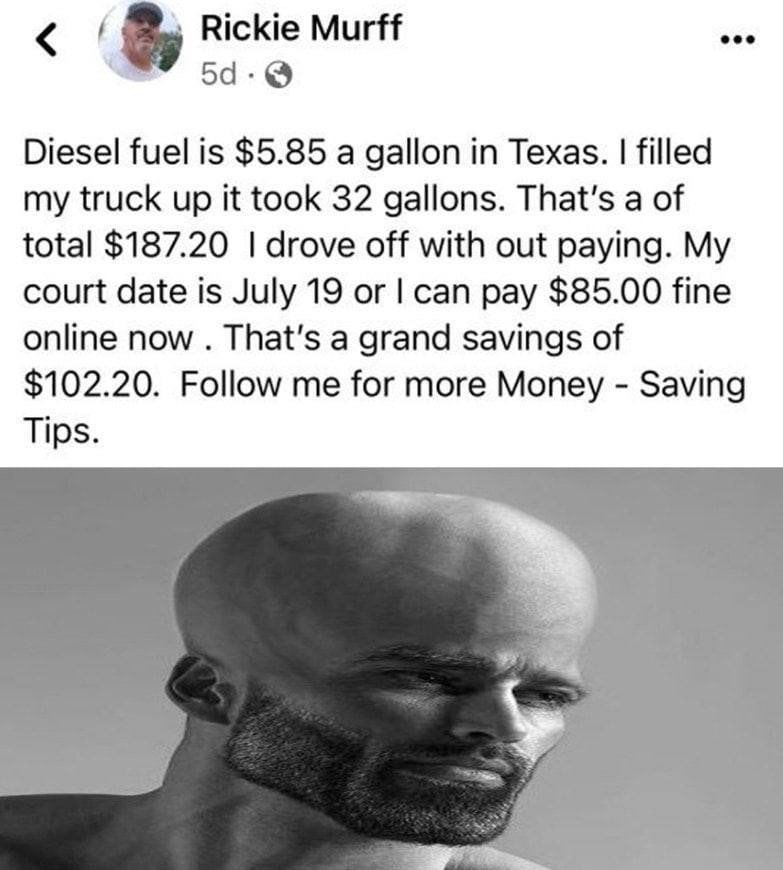 Rickie Murff
5d ·
Diesel fuel is $5.85 a gallon in Texas. I filled
my truck up it took 32 gallons. That's a of
total $187.20 I drove off with out paying. My
court date is July 19 or I can pay $85.00 fine
online now . That's a grand savings of
$102.20. Follow me for more Money - Saving
Tips.